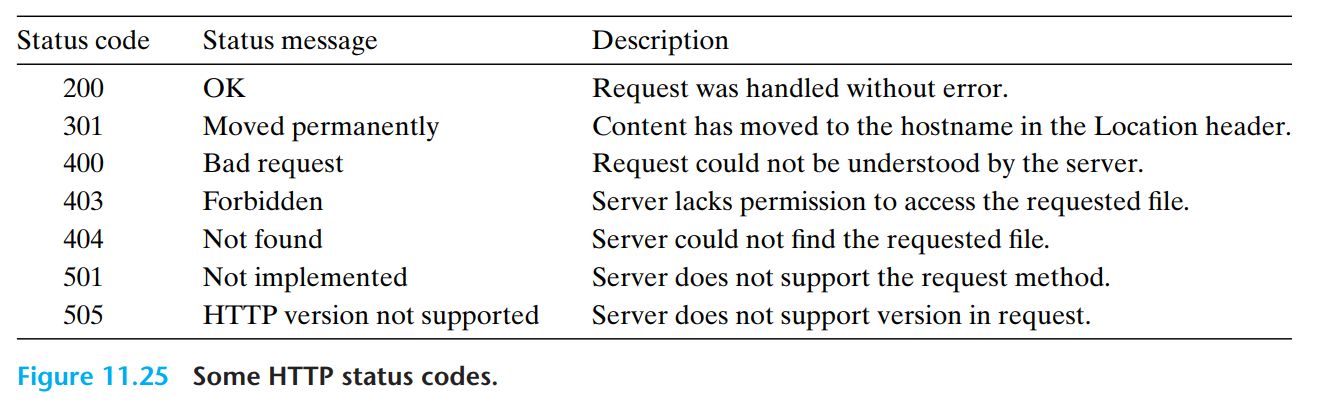 Status code Status message Description
200 OK Request was handled without error.
301 Moved permanently Content has moved to the hostname in the Location header.
400 Bad request Request could not be understood by the server.
403 Forbidden Server lacks permission to access the requested file.
404 Not found Server could not find the requested file.
501 Not implemented Server does not support the request method.
505 HTTP version not supported Server does not support version in request.
Figure 11.25 Some HTTP status codes.